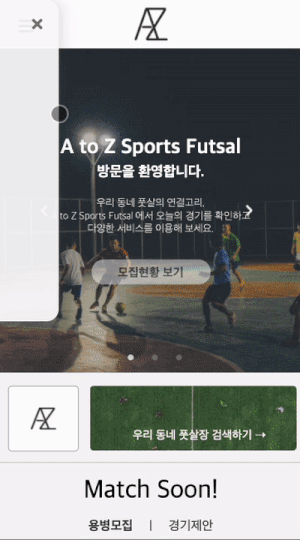 AZ
A to Z Sports Futsal
방문을 환영합니다.
우리 동네 풋살의 연결고리,
to Z Sports Futsal 에서 오늘의 경기를 확인하고
다양한 서비스를 이용해 보세요.
모집현황 보기
AZ
우리 동네 풋살장 검색하기 →
Match Soon!
용병모집 | 경기제안